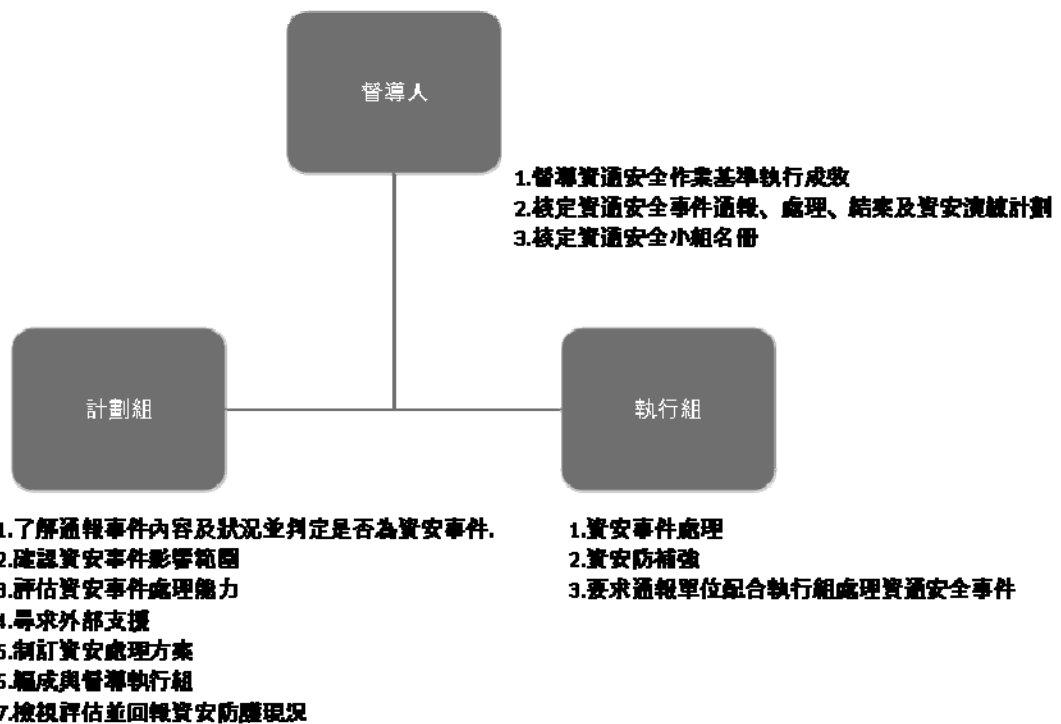 督導人
1.督導資通安全作業基準執行成效
2.核定資通安全事件通報、處理、結案及資安演練計劃
3.核定資通安全小組名冊
計劃組
執行組
1.了解通報事件內容及狀況並判定是否為資安事件.
2.確認資安事件影響範圍
3.評估資安事件處理能力
4.尋求外部支援
5.制訂資安處理方案
6.編成與督導執行組
7.檢視評估並回報資安防護現況
1.資安事件處理
2.資安防補強
3.要求通報單位配合執行組處理資通安全事件